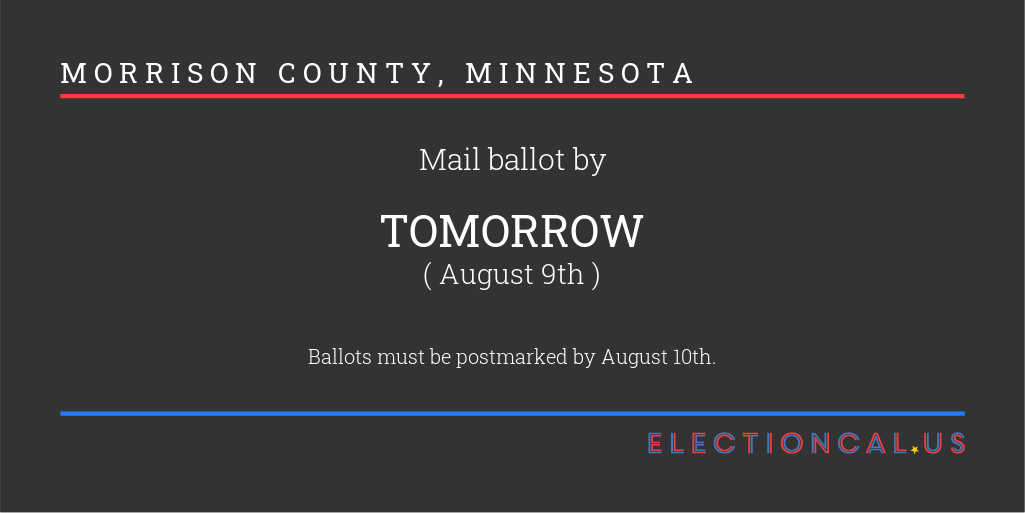 MORRISON COUNTY, MINNESOTA
Mail ballot by
TOMORROW
( August 9th )
Ballots must be postmarked by August 10th.
ELECTIONCAL.US